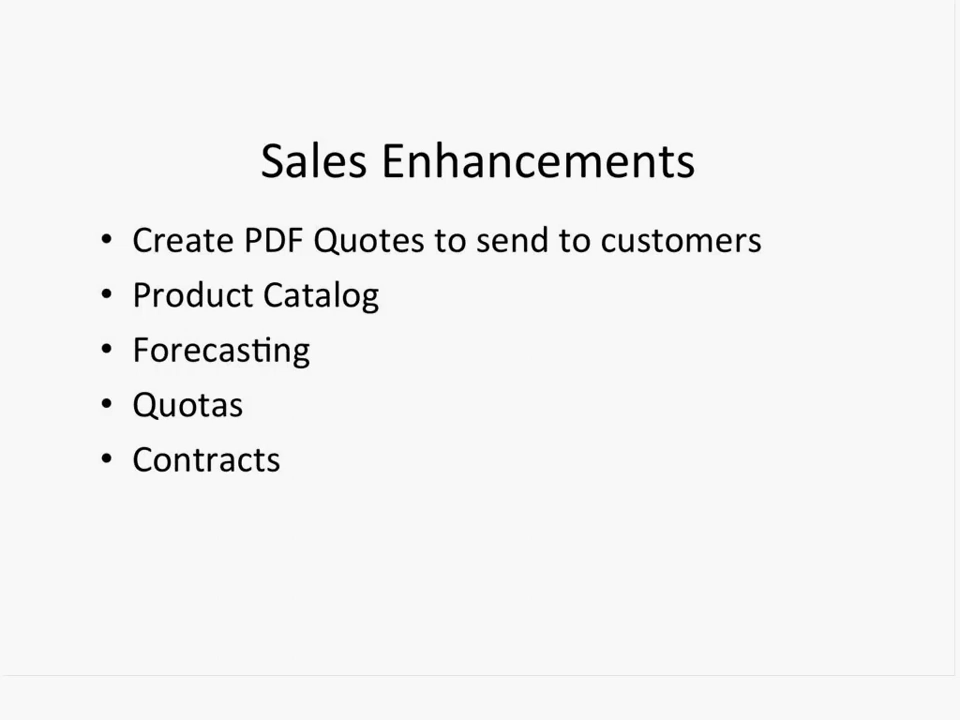 Sales Enhancements
• Create PDF Quotes to send to customers
• Product Catalog
• Forecasting
• Quotas
• Contracts